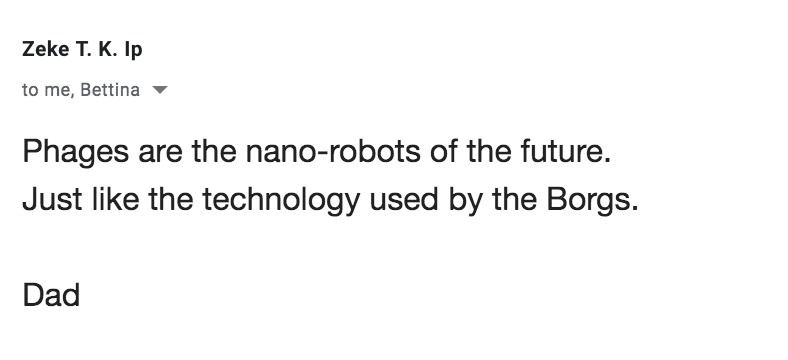 Zeke T. K. Ip
to me, Bettina
Phages are the nano-robots of the future.
Just like the technology used by the Borgs.
Dad